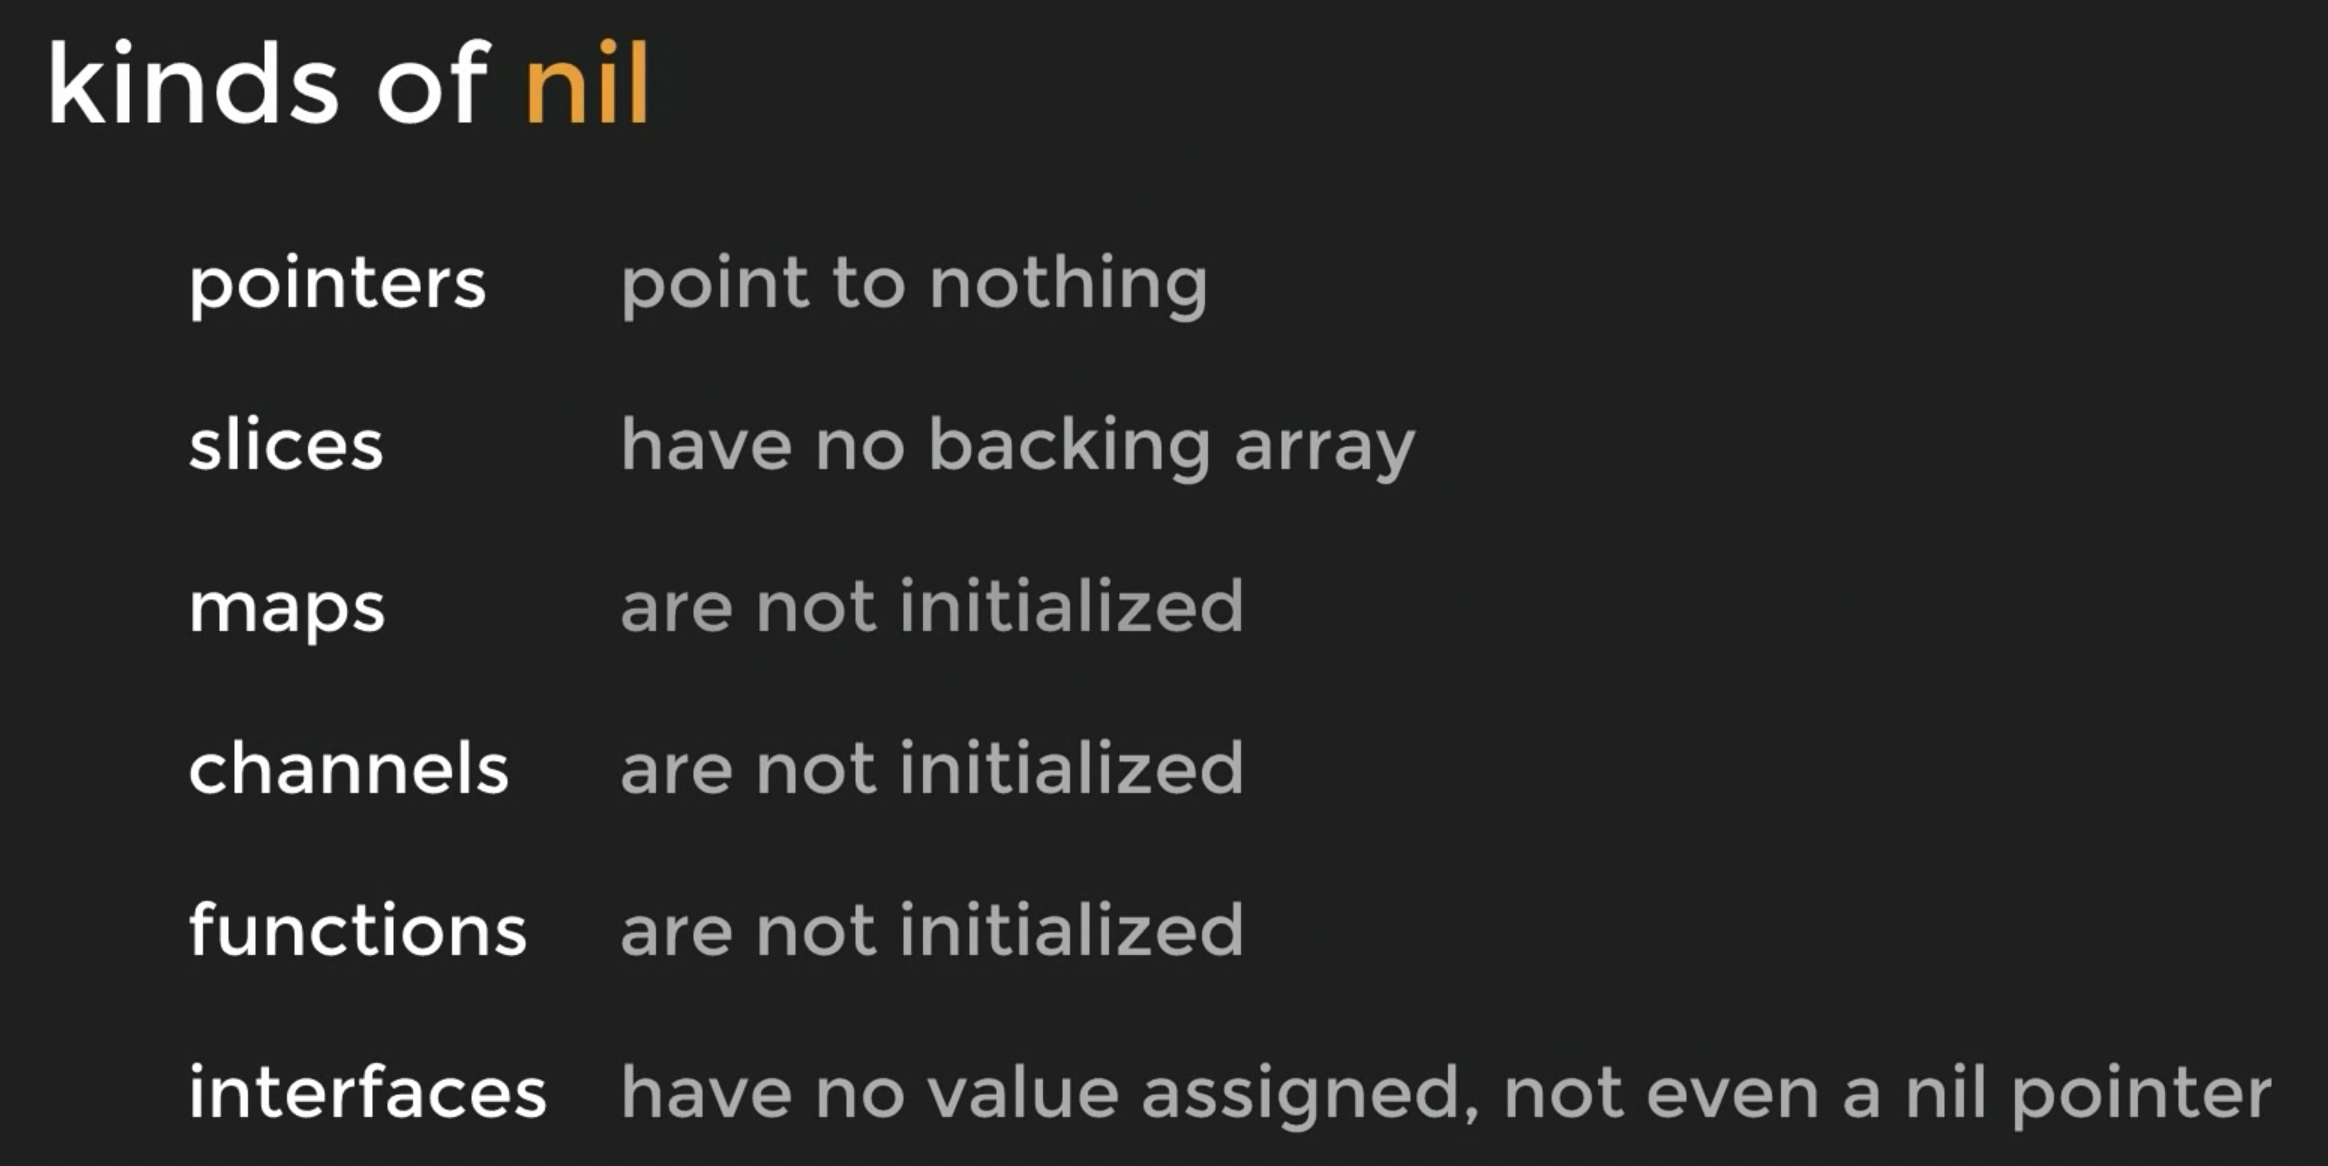 kinds of nil
pointers point to nothing
slices have no backing array
maps are not initialized
channels are not initialized
functions are not initialized
interfaces have no value assigned, not even a nil pointer